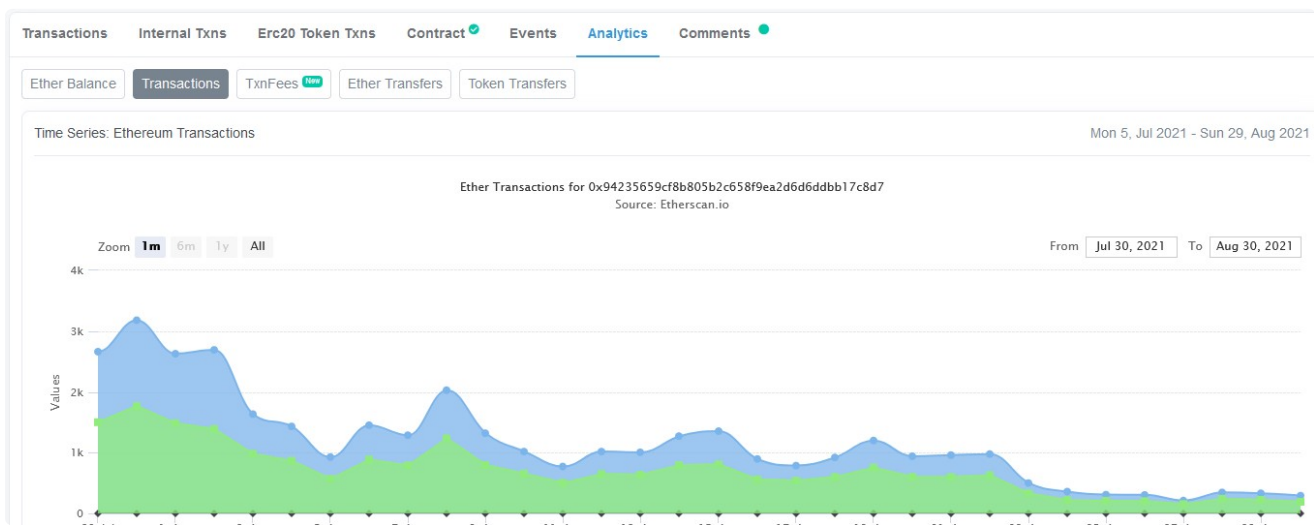 Transactions Internal Txns Erc20 Token Txns Contract Events Analytics Comments
Ether Balance Transactions TxnFees New Ether Transfers Token Transfers
Time Series: Ethereum Transactions Mon 5, Jul 2021 - Sun 29, Aug 2021
Ether Transactions for 0x94235659cf8b805b2c658f9ea2d6d6ddbb17c8d7
Source: Etherscan.io
Zoom 1m 6m 1y All From Jul 30, 2021 To Aug 30, 2021
4k
3k
Values
2k
1k
0